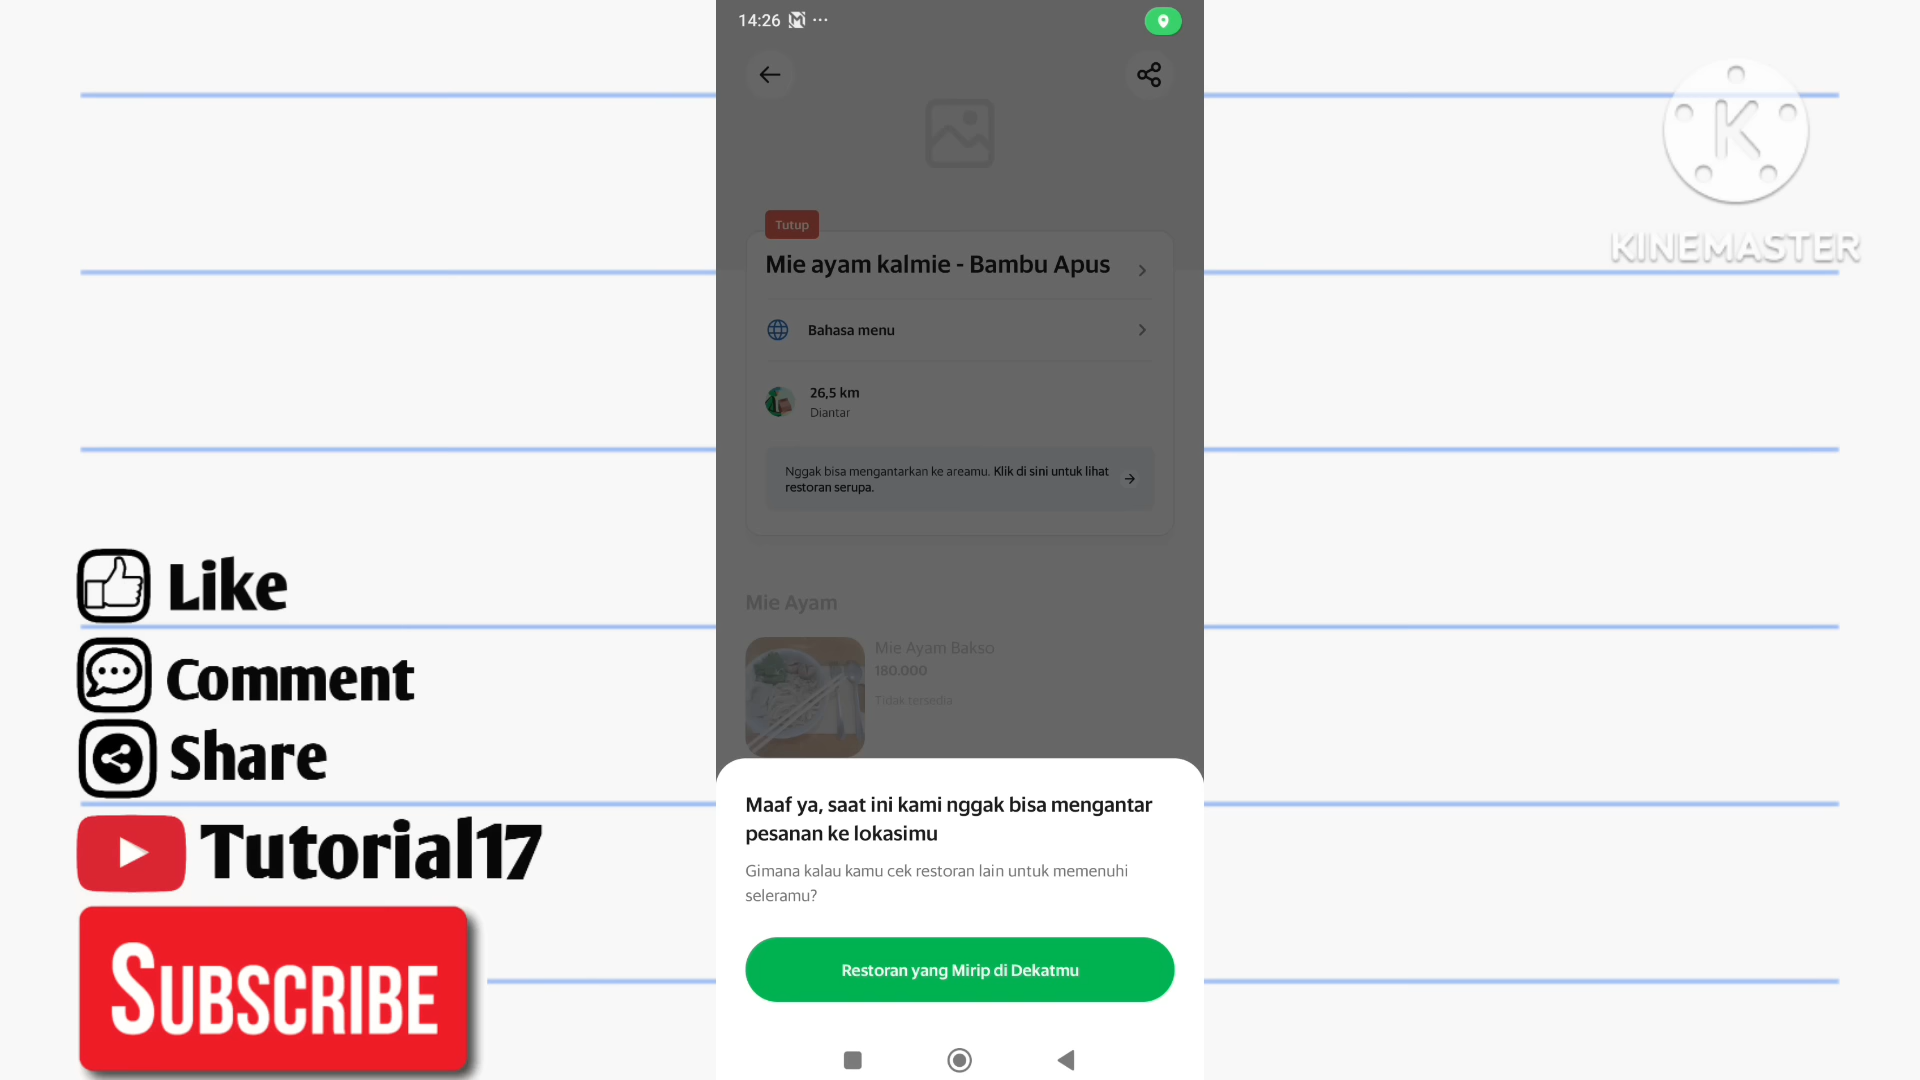 14:26
KINEMASTER
Tutup
Mie ayam kalmie - Bambu Apus
Bahasa menu
26,5 km
Diantar
Nggak bisa mengantarkan ke areamu. Klik di sini untuk lihat
restoran serupa.
Mie Ayam
Mie Ayam Bakso
180.000
Tidak tersedia
Maaf ya, saat ini kami nggak bisa mengantar
pesanan ke lokasimu
Gimana kalau kamu cek restoran lain untuk memenuhi
seleramu?
Restoran yang Mirip di Dekatmu
Like
Comment
Share
Tutorial17
SUBSCRIBE